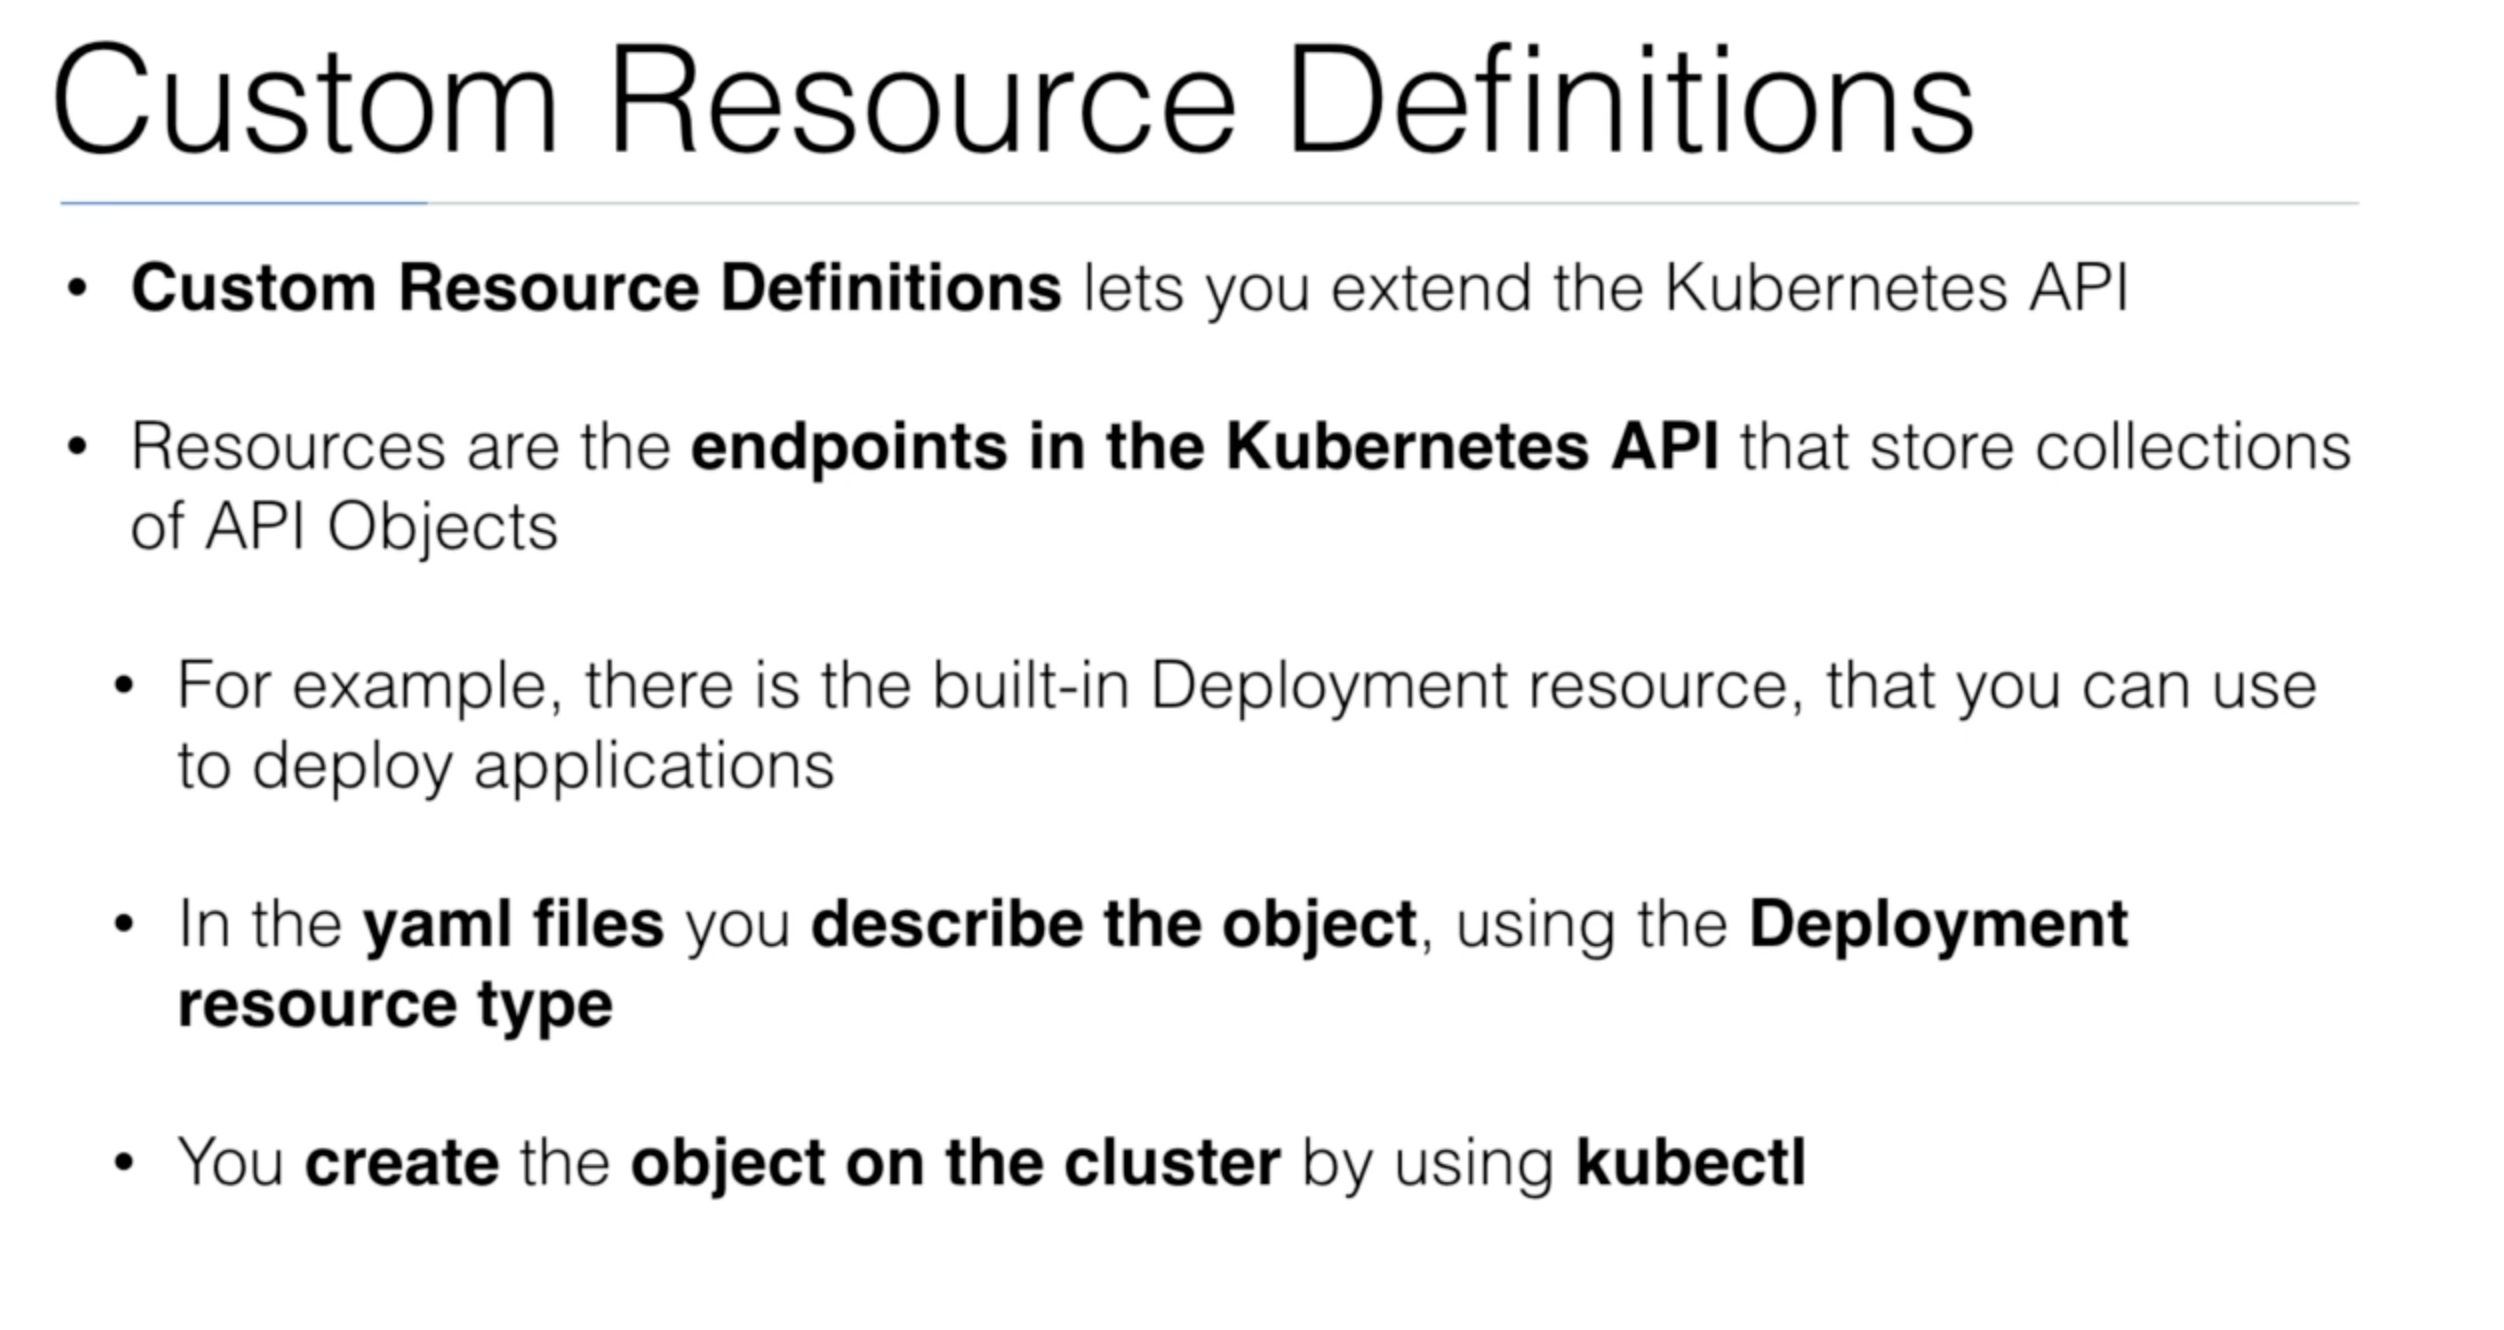 Custom Resource Definitions
• Custom Resource Definitions lets you extend the Kubernetes API
• Resources are the endpoints in the Kubernetes API that store collections
of API Objects
• For example, there is the built-in Deployment resource, that you can use
to deploy applications
• In the yaml files you describe the object, using the Deployment
resource type
• You create the object on the cluster by using kubectl